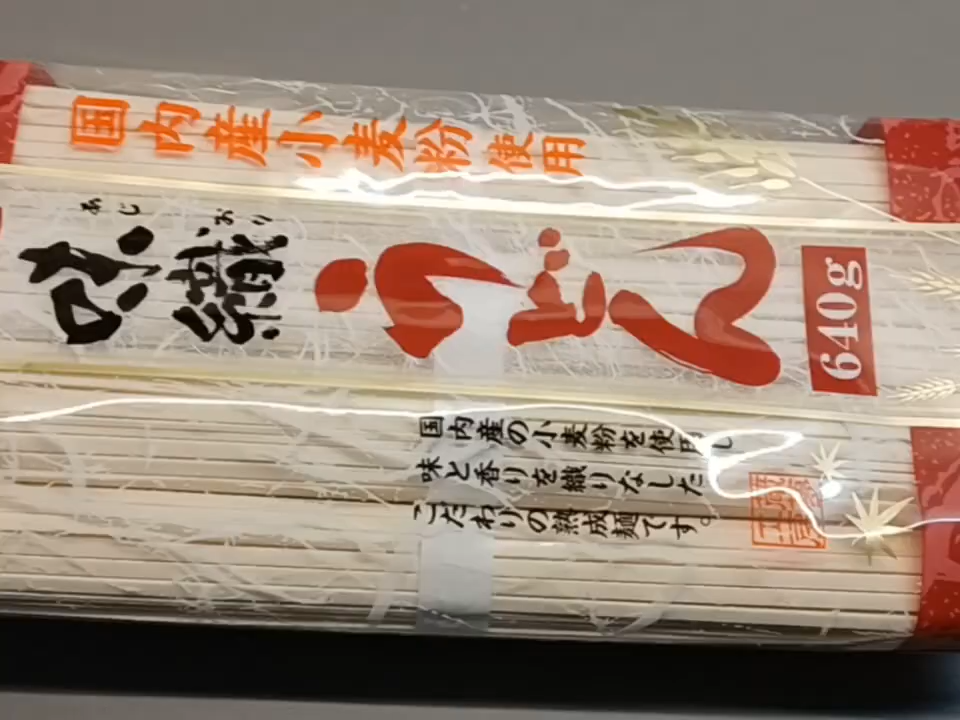 国内産小麦粉使用
あじ おり
味織
うどん
640g
国内産の小麦粉を使用し
味と香りを織りなした
こだわりの熟成麺です。